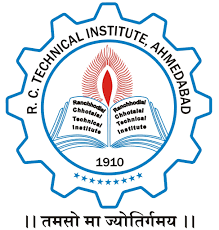 R. C. TECHNICAL INSTITUTE, AHMEDABAD
Ranchhodlal
Chhotalal
Technical
Institute
Ranchhodlal
Chhotalal
Technical
Institute
1910
।। तमसो मा ज्योतिर्गमय ।।